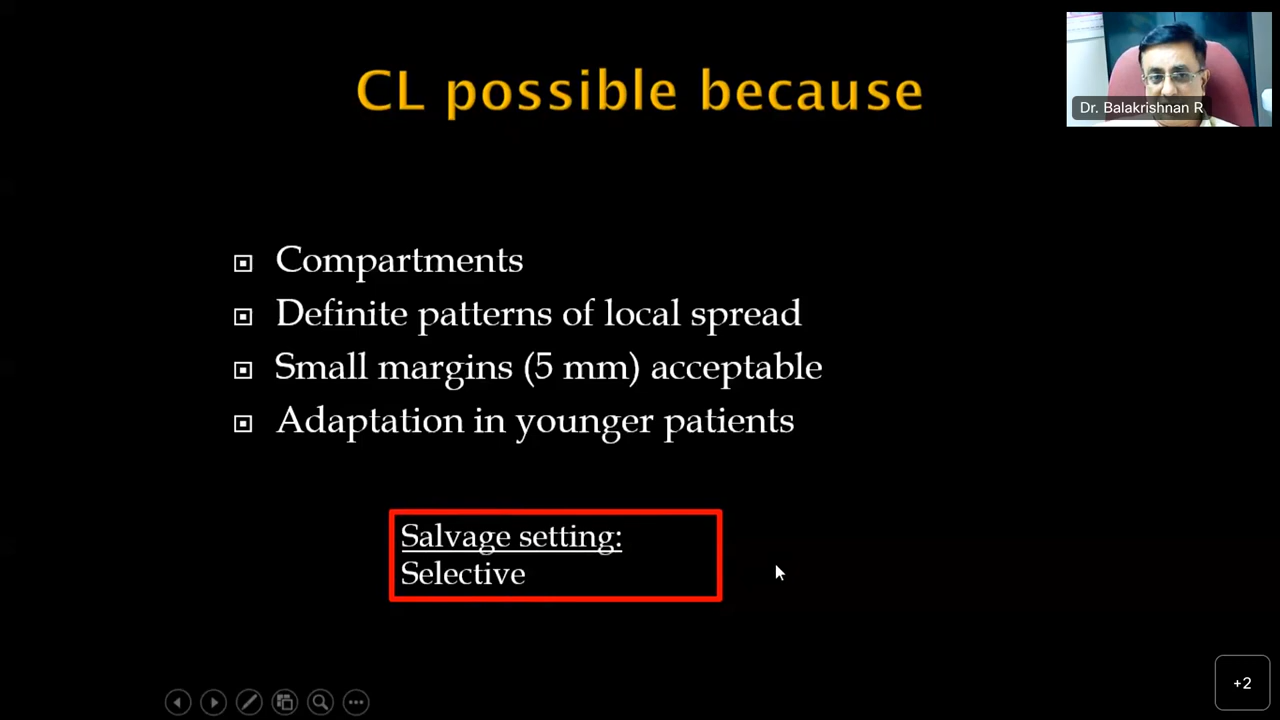 CL possible because
Dr. Balakrishnan R
Compartments
Definite patterns of local spread
Small margins (5 mm) acceptable
Adaptation in younger patients
Salvage setting:
Selective
+2